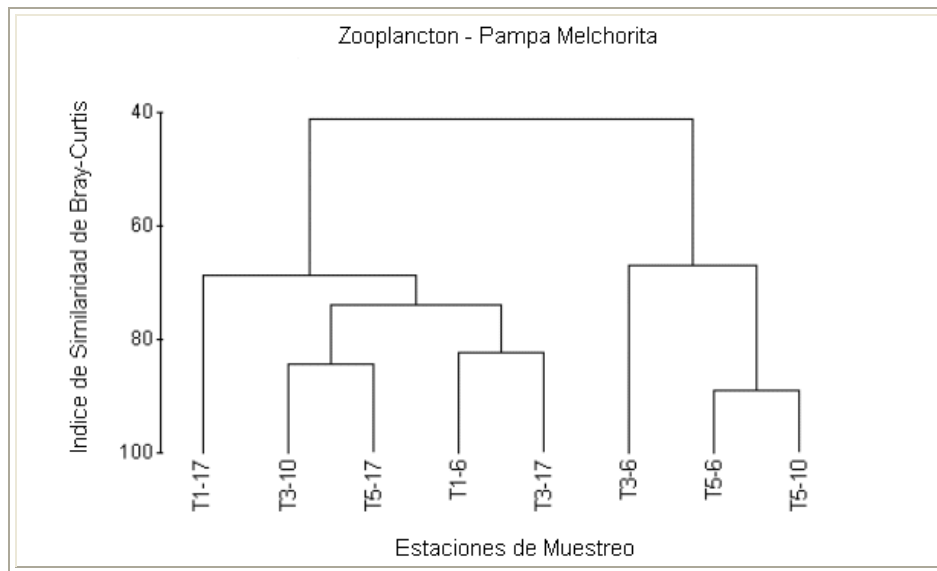 Zooplancton - Pampa Melchorita
Indice de Similaridad de Bray-Curtis
40
60
80
100
T1-17
T3-10
T5-17
T1-6
T3-17
T3-6
T5-6
T5-10
Estaciones de Muestreo